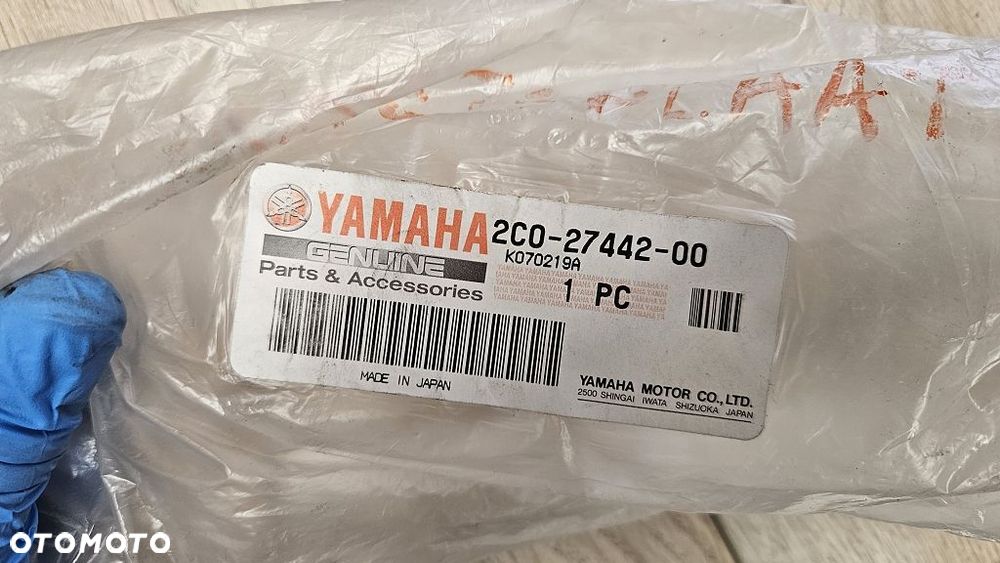 YAMAHA
GENUINE
Parts & Accessories
2C0-27442-00
K070219A
1 PC
MADE IN JAPAN
YAMAHA MOTOR CO., LTD.
2500 SHINGAI IWATA SHIZUOKA JAPAN
OTOMOTO